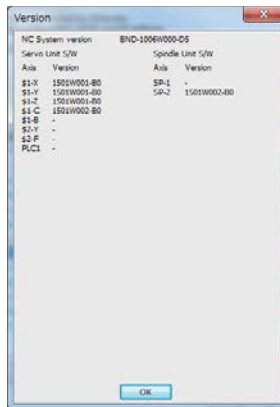 Version
NC System version BND-1006W000-D5
Servo Unit S/W Spindle Unit S/W
Axis Version Axis Version
$1-X 1501W001-B0 SP-1 -
$1-Y 1501W001-B0 SP-2 1501W002-B0
$1-Z 1501W001-B0
$1-C 1501W002-B0
$1-B -
$2-Y -
$2-F -
PLC1 -
OK